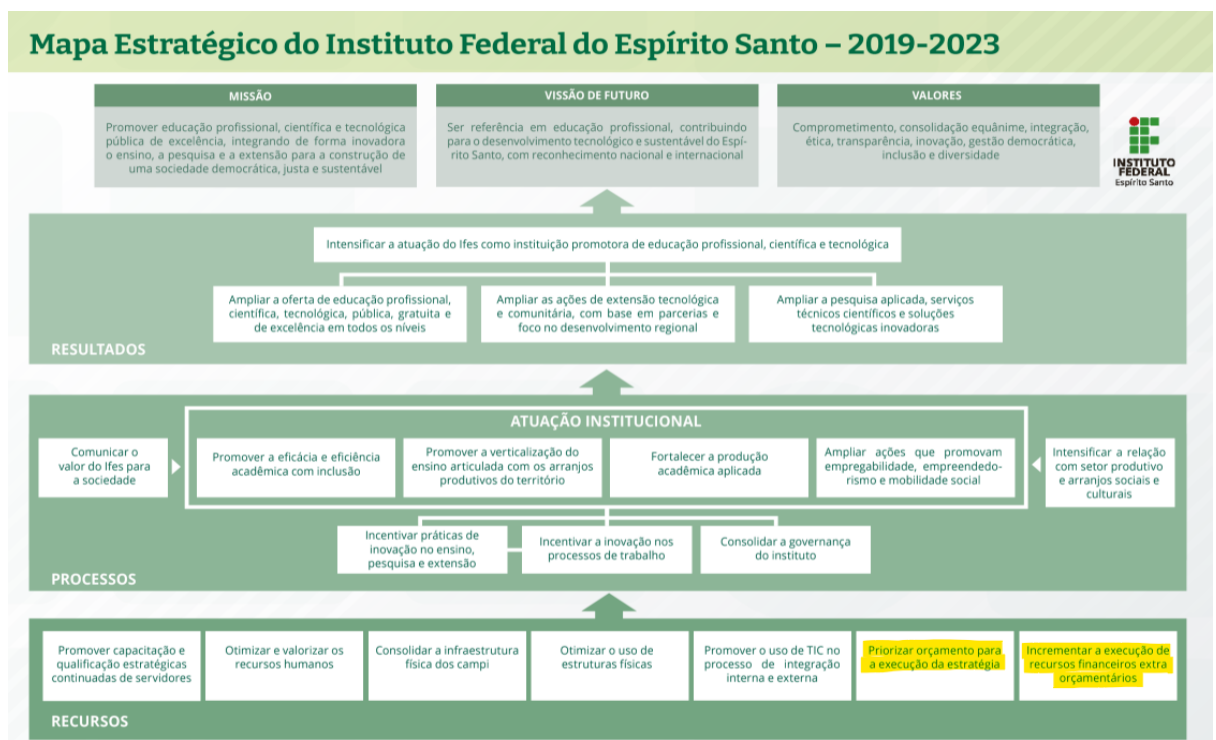 Mapa Estratégico do Instituto Federal do Espírito Santo – 2019-2023
MISSÃO
Promover educação profissional, científica e tecnológica
pública de excelência, integrando de forma inovadora
o ensino, a pesquisa e a extensão para a construção de
uma sociedade democrática, justa e sustentável
VISSÃO DE FUTURO
Ser referência em educação profissional, contribuindo
para o desenvolvimento tecnológico e sustentável do Espí-
rito Santo, com reconhecimento nacional e internacional
VALORES
Comprometimento, consolidação equânime, integração,
ética, transparência, inovação, gestão democrática,
inclusão e diversidade
INSTITUTO
FEDERAL
Espírito Santo
Intensificar a atuação do Ifes como instituição promotora de educação profissional, científica e tecnológica
Ampliar a oferta de educação profissional,
científica, tecnológica, pública, gratuita e
de excelência em todos os níveis
Ampliar as ações de extensão tecnológica
e comunitária, com base em parcerias e
foco no desenvolvimento regional
Ampliar a pesquisa aplicada, serviços
técnicos científicos e soluções
tecnológicas inovadoras
RESULTADOS
ATUAÇÃO INSTITUCIONAL
Comunicar o
valor do Ifes para
a sociedade
Promover a eficácia e eficiência
acadêmica com inclusão
Promover a verticalização do
ensino articulada com os arranjos
produtivos do território
Fortalecer a produção
acadêmica aplicada
Ampliar ações que promovam
empregabilidade, empreendedo-
rismo e mobilidade social
Intensificar a relação
com setor produtivo
e arranjos sociais e
culturais
Incentivar práticas de
inovação no ensino,
pesquisa e extensão
Incentivar a inovação nos
processos de trabalho
Consolidar a governança
do instituto
PROCESSOS
Promover capacitação e
qualificação estratégicas
continuadas de servidores
Otimizar e valorizar os
recursos humanos
Consolidar a infraestrutura
física dos campi
Otimizar o uso de
estruturas físicas
Promover o uso de TIC no
processo de integração
interna e externa
Priorizar orçamento para
a execução da estratégia
Incrementar a execução de
recursos financeiros extra
orçamentários
RECURSOS